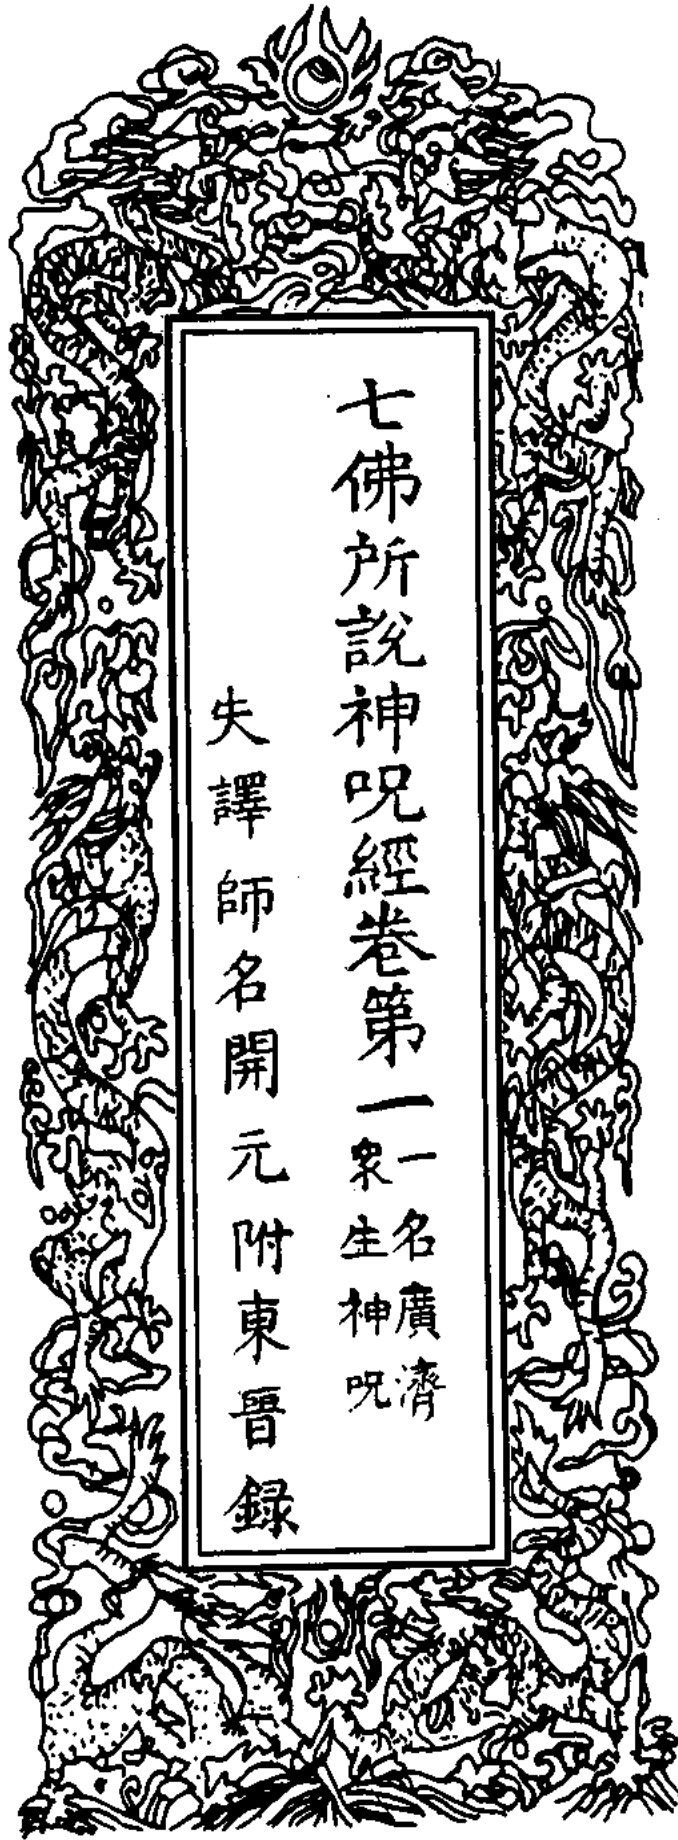 七佛所說神呪經卷第一
一名廣濟
衆生神呪
失譯師名開元附東晉録